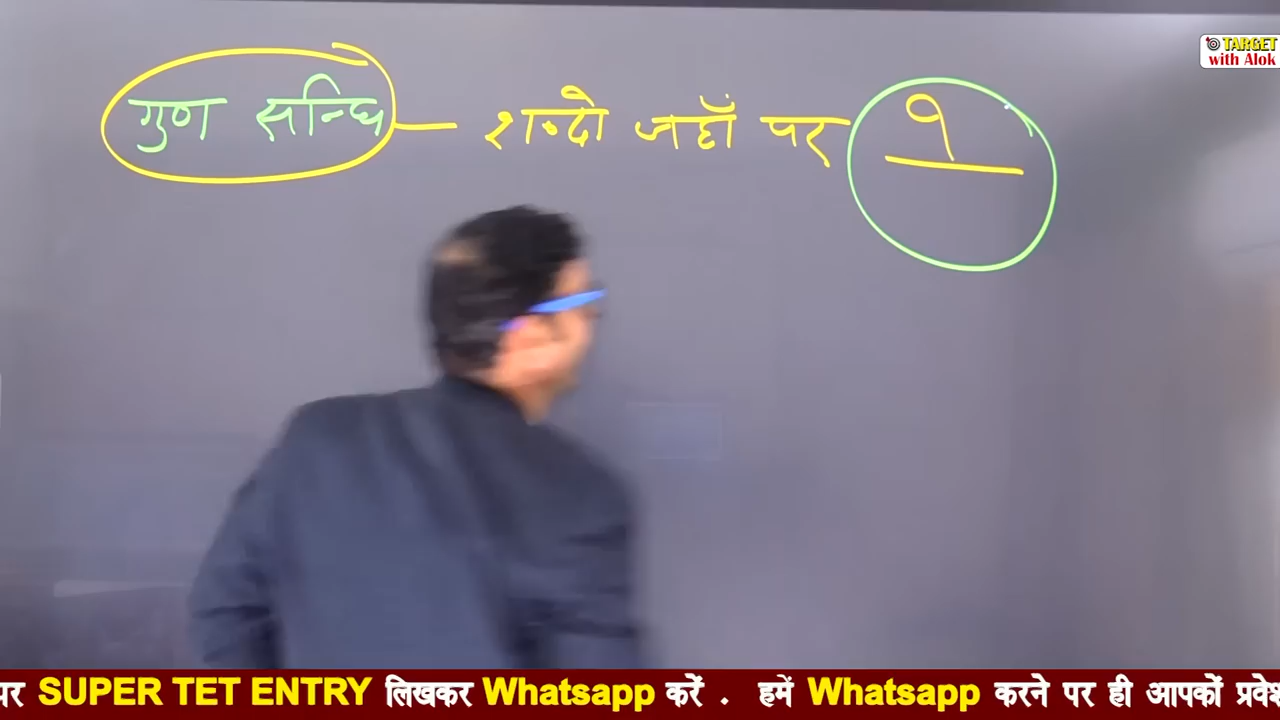 गुण सन्धि — शब्दो जहाँ पर
TARGET
with Alok
पर SUPER TET ENTRY लिखकर Whatsapp करें . हमें Whatsapp करने पर ही आपकों प्रवेश